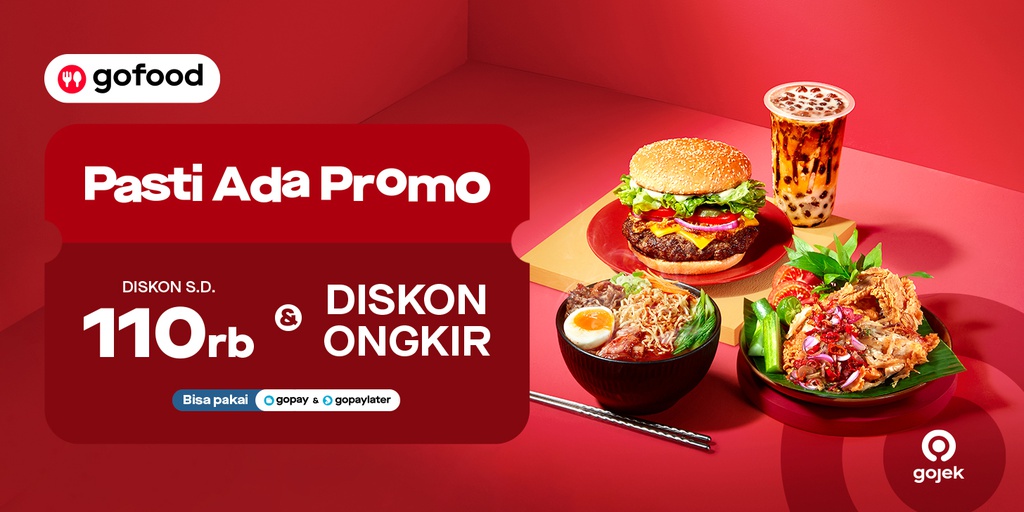 gofood
Pasti Ada Promo
DISKON S.D.
110rb
&
DISKON
ONGKIR
Bisa pakai gopay & gopaylater
gojek